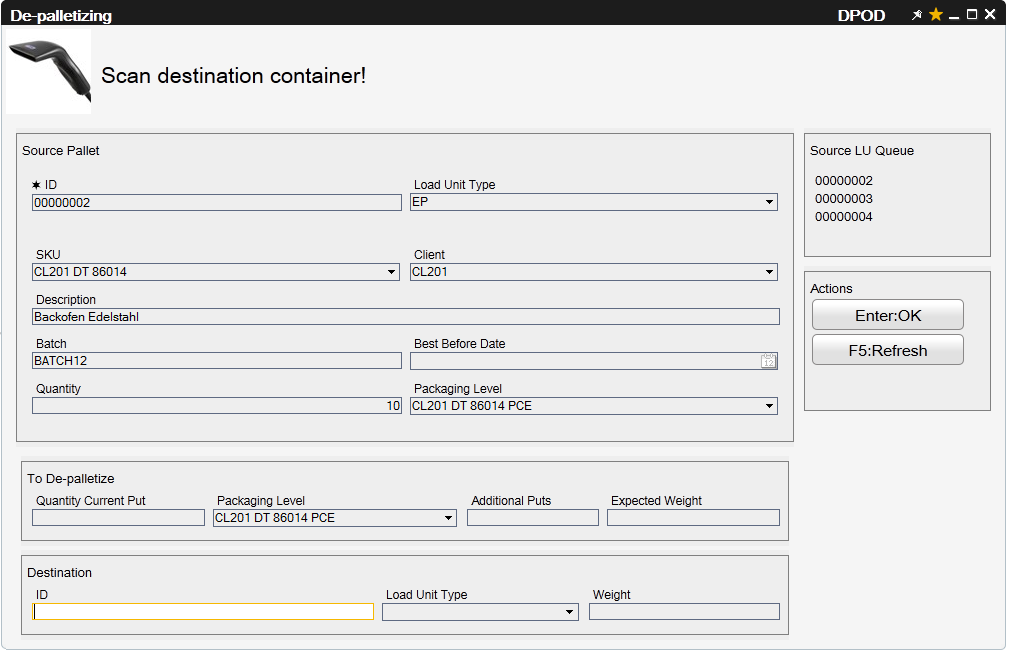 De-palletizing DPOD
Scan destination container!
Source Pallet
✶ ID Load Unit Type
00000002 EP
SKU Client
CL201 DT 86014 CL201
Description
Backofen Edelstahl
Batch Best Before Date
BATCH12 12
Quantity Packaging Level
10 CL201 DT 86014 PCE
Source LU Queue
00000002
00000003
00000004
Actions
Enter:OK
F5:Refresh
To De-palletize
Quantity Current Put Packaging Level Additional Puts Expected Weight
CL201 DT 86014 PCE
Destination
ID Load Unit Type Weight